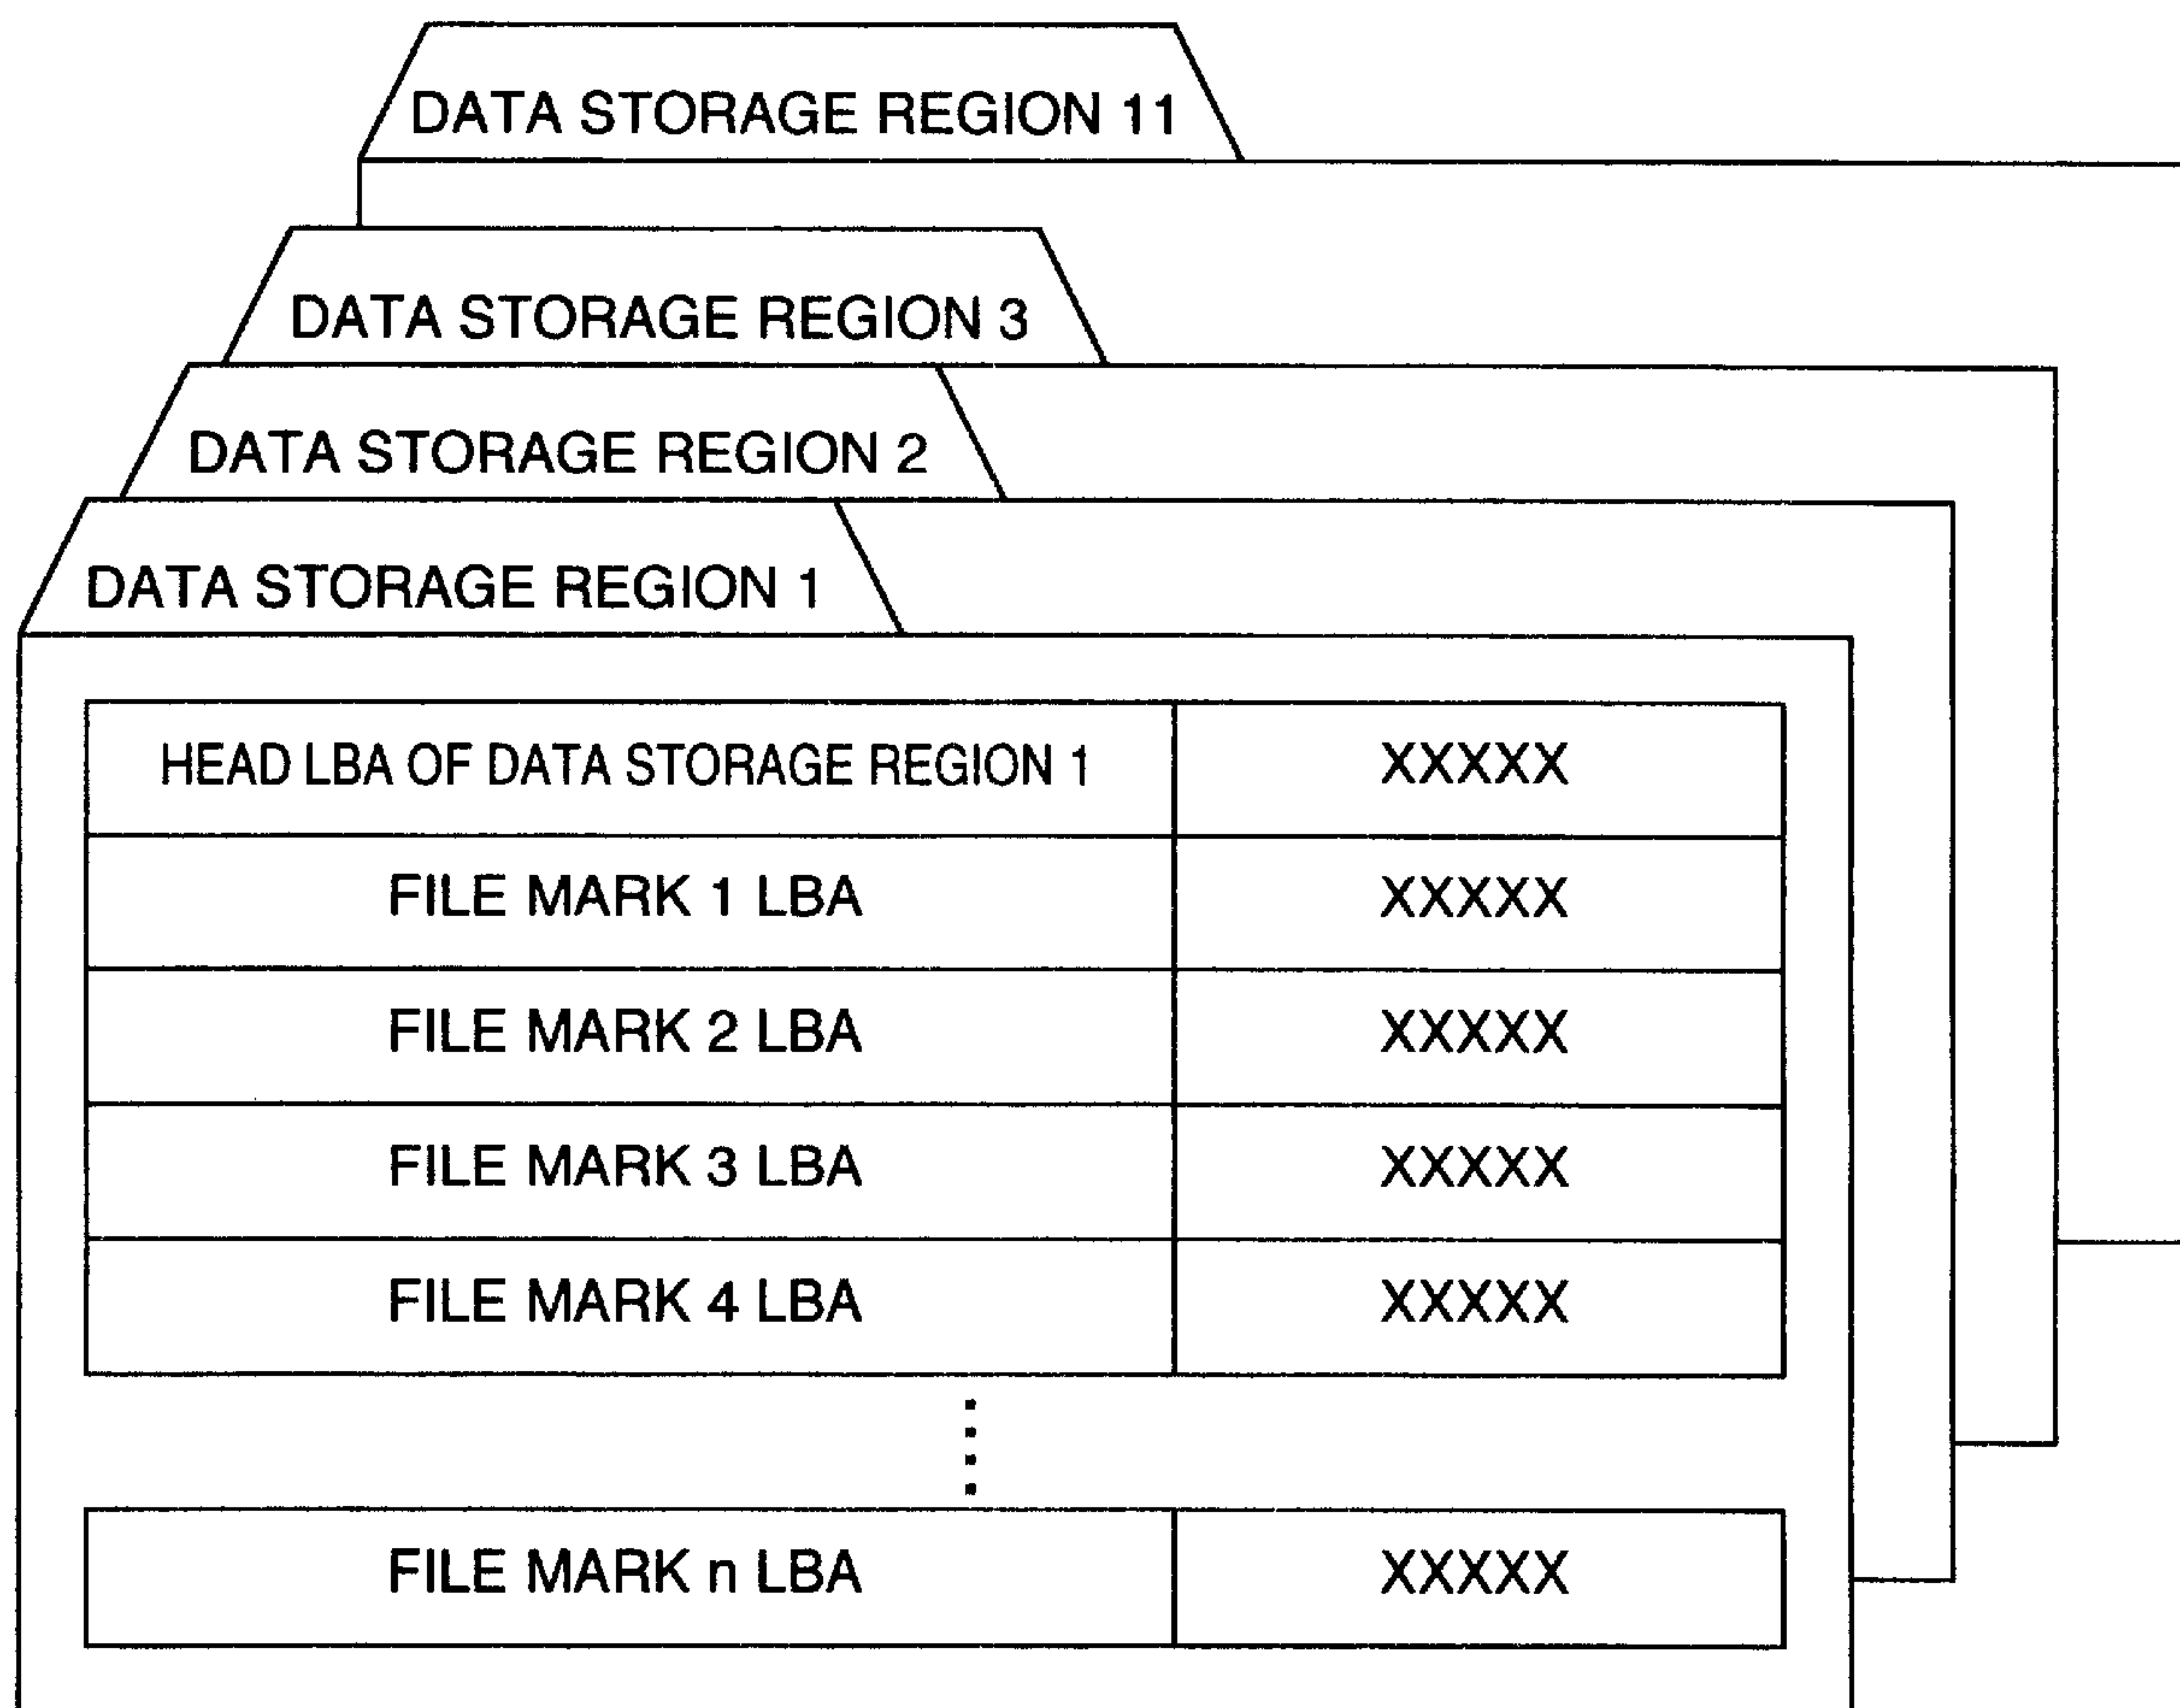 DATA STORAGE REGION 11
DATA STORAGE REGION 3
DATA STORAGE REGION 2
DATA STORAGE REGION 1
HEAD LBA OF DATA STORAGE REGION 1 XXXXX
FILE MARK 1 LBA XXXXX
FILE MARK 2 LBA XXXXX
FILE MARK 3 LBA XXXXX
FILE MARK 4 LBA XXXXX
FILE MARK n LBA XXXXX